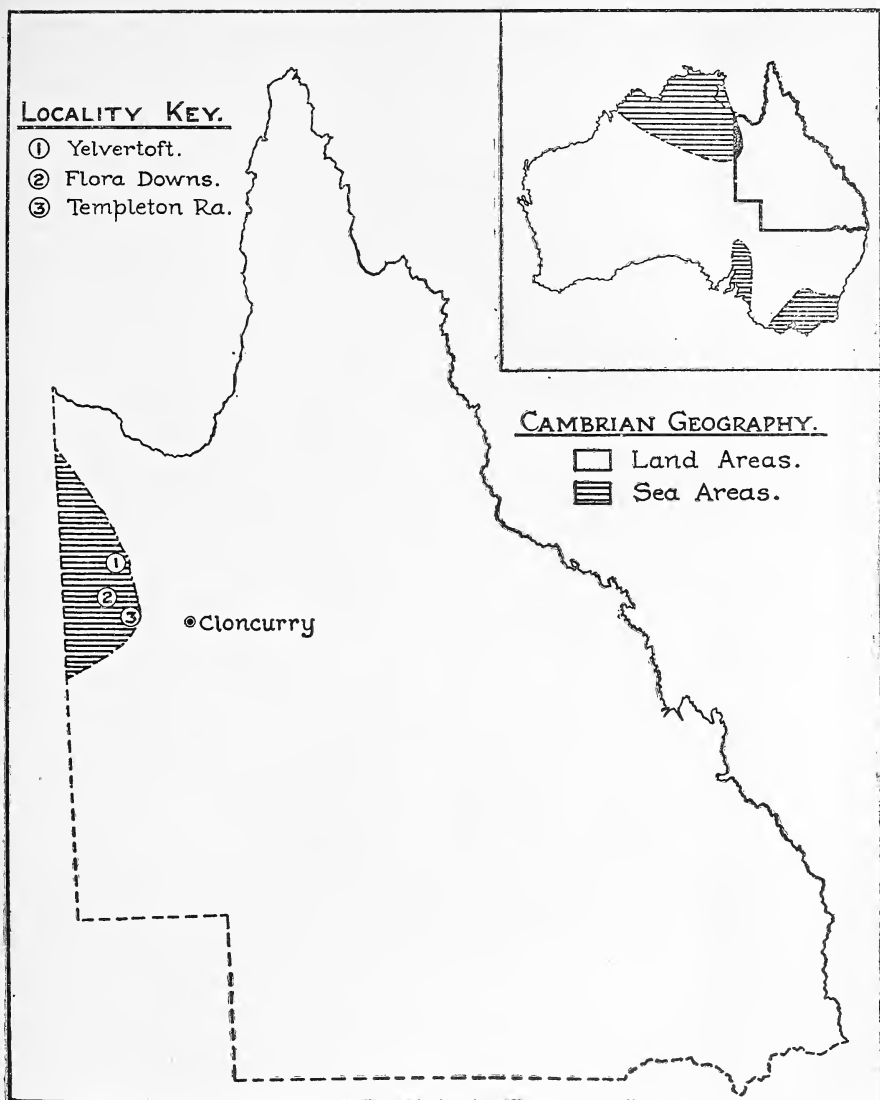 LOCALITY KEY.
① Yelvertoft.
② Flora Downs.
③ Templeton Ra.
CAMBRIAN GEOGRAPHY.
Land Areas.
Sea Areas.
①
②
③
Cloncurry